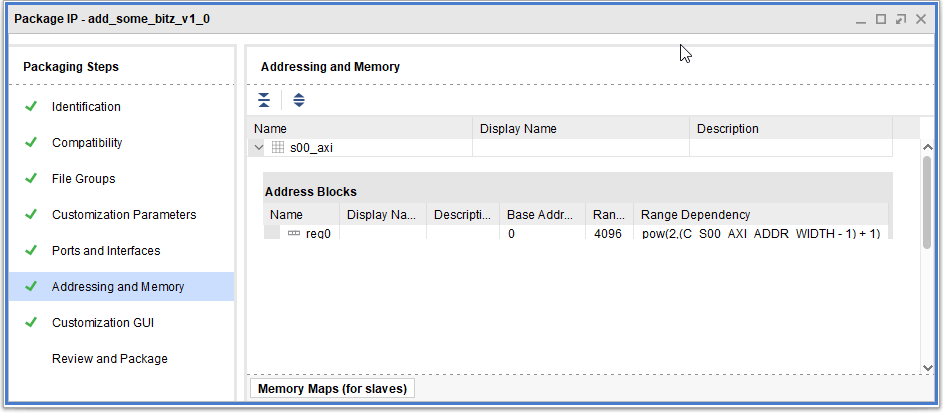 Package IP - add_some_bitz_v1_0
Packaging Steps
Identification
Compatibility
File Groups
Customization Parameters
Ports and Interfaces
Addressing and Memory
Customization GUI
Review and Package
Addressing and Memory
Name Display Name Description
s00_axi
Address Blocks
Name Display Na... Descripti... Base Addr... Ran... Range Dependency
reg0 0 4096 pow(2,(C_S00_AXI_ADDR_WIDTH - 1) + 1)
Memory Maps (for slaves)